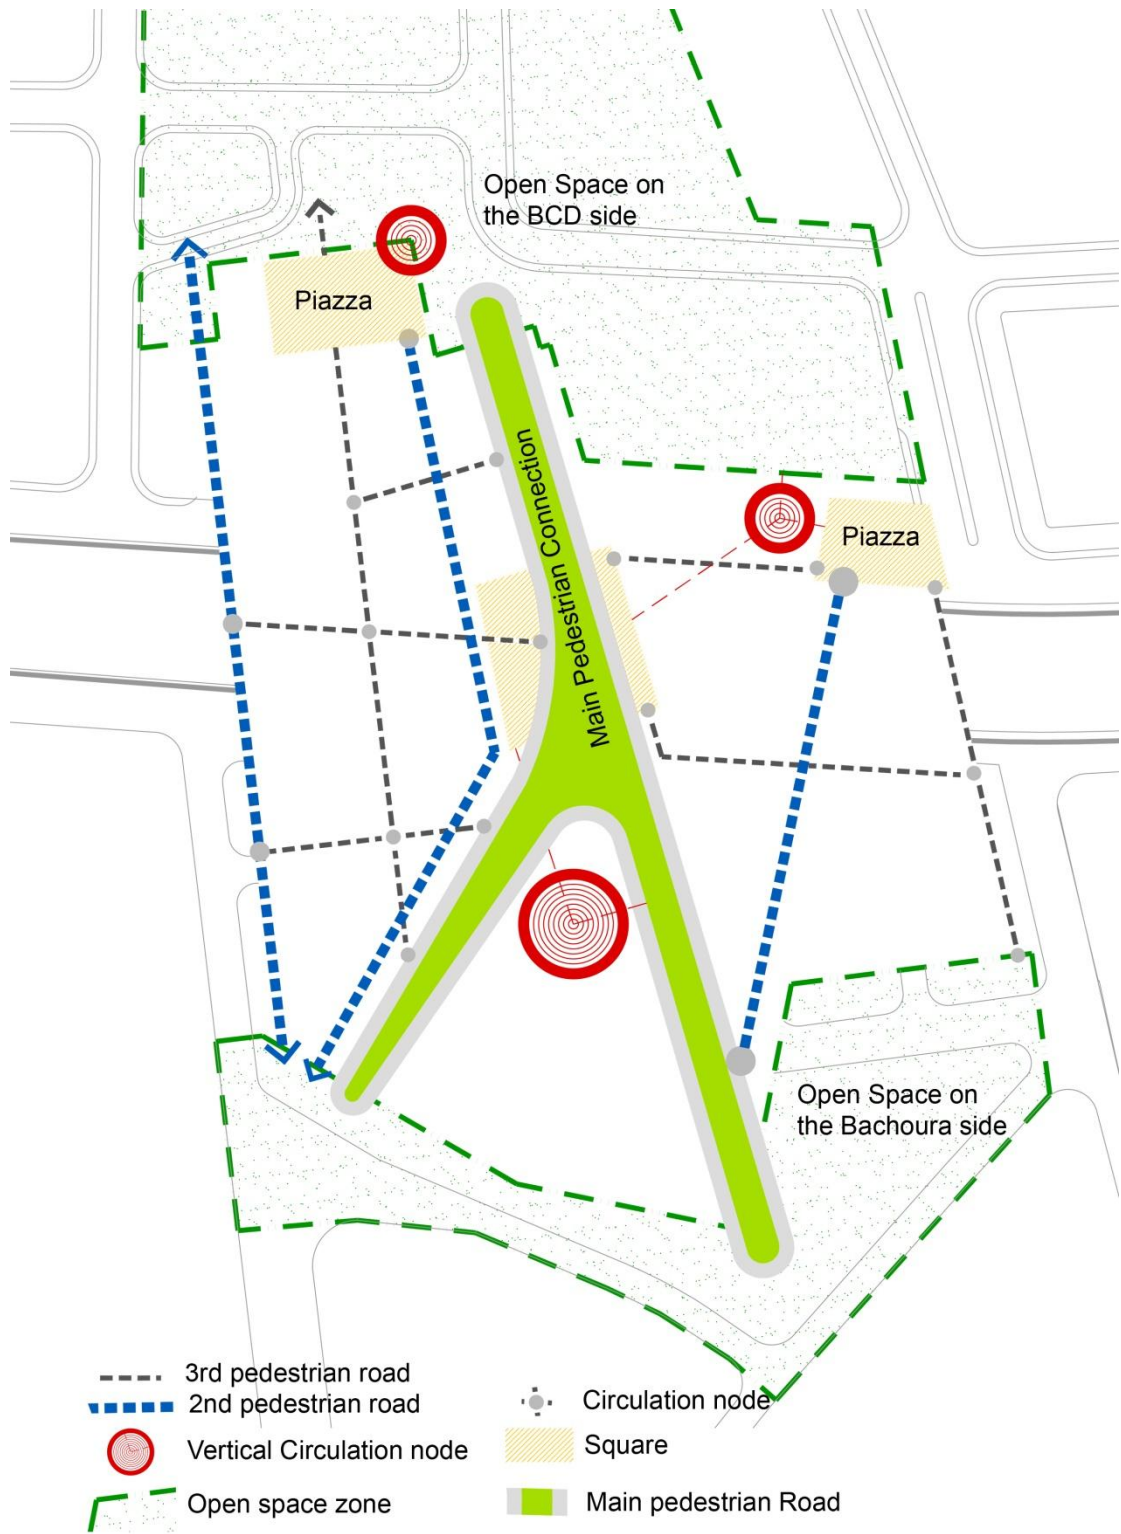 Open Space on
the BCD side
Piazza
Main Pedestrian Connection
Piazza
Open Space on
the Bachoura side
3rd pedestrian road
2nd pedestrian road
Vertical Circulation node
Open space zone
Circulation node
Square
Main pedestrian Road